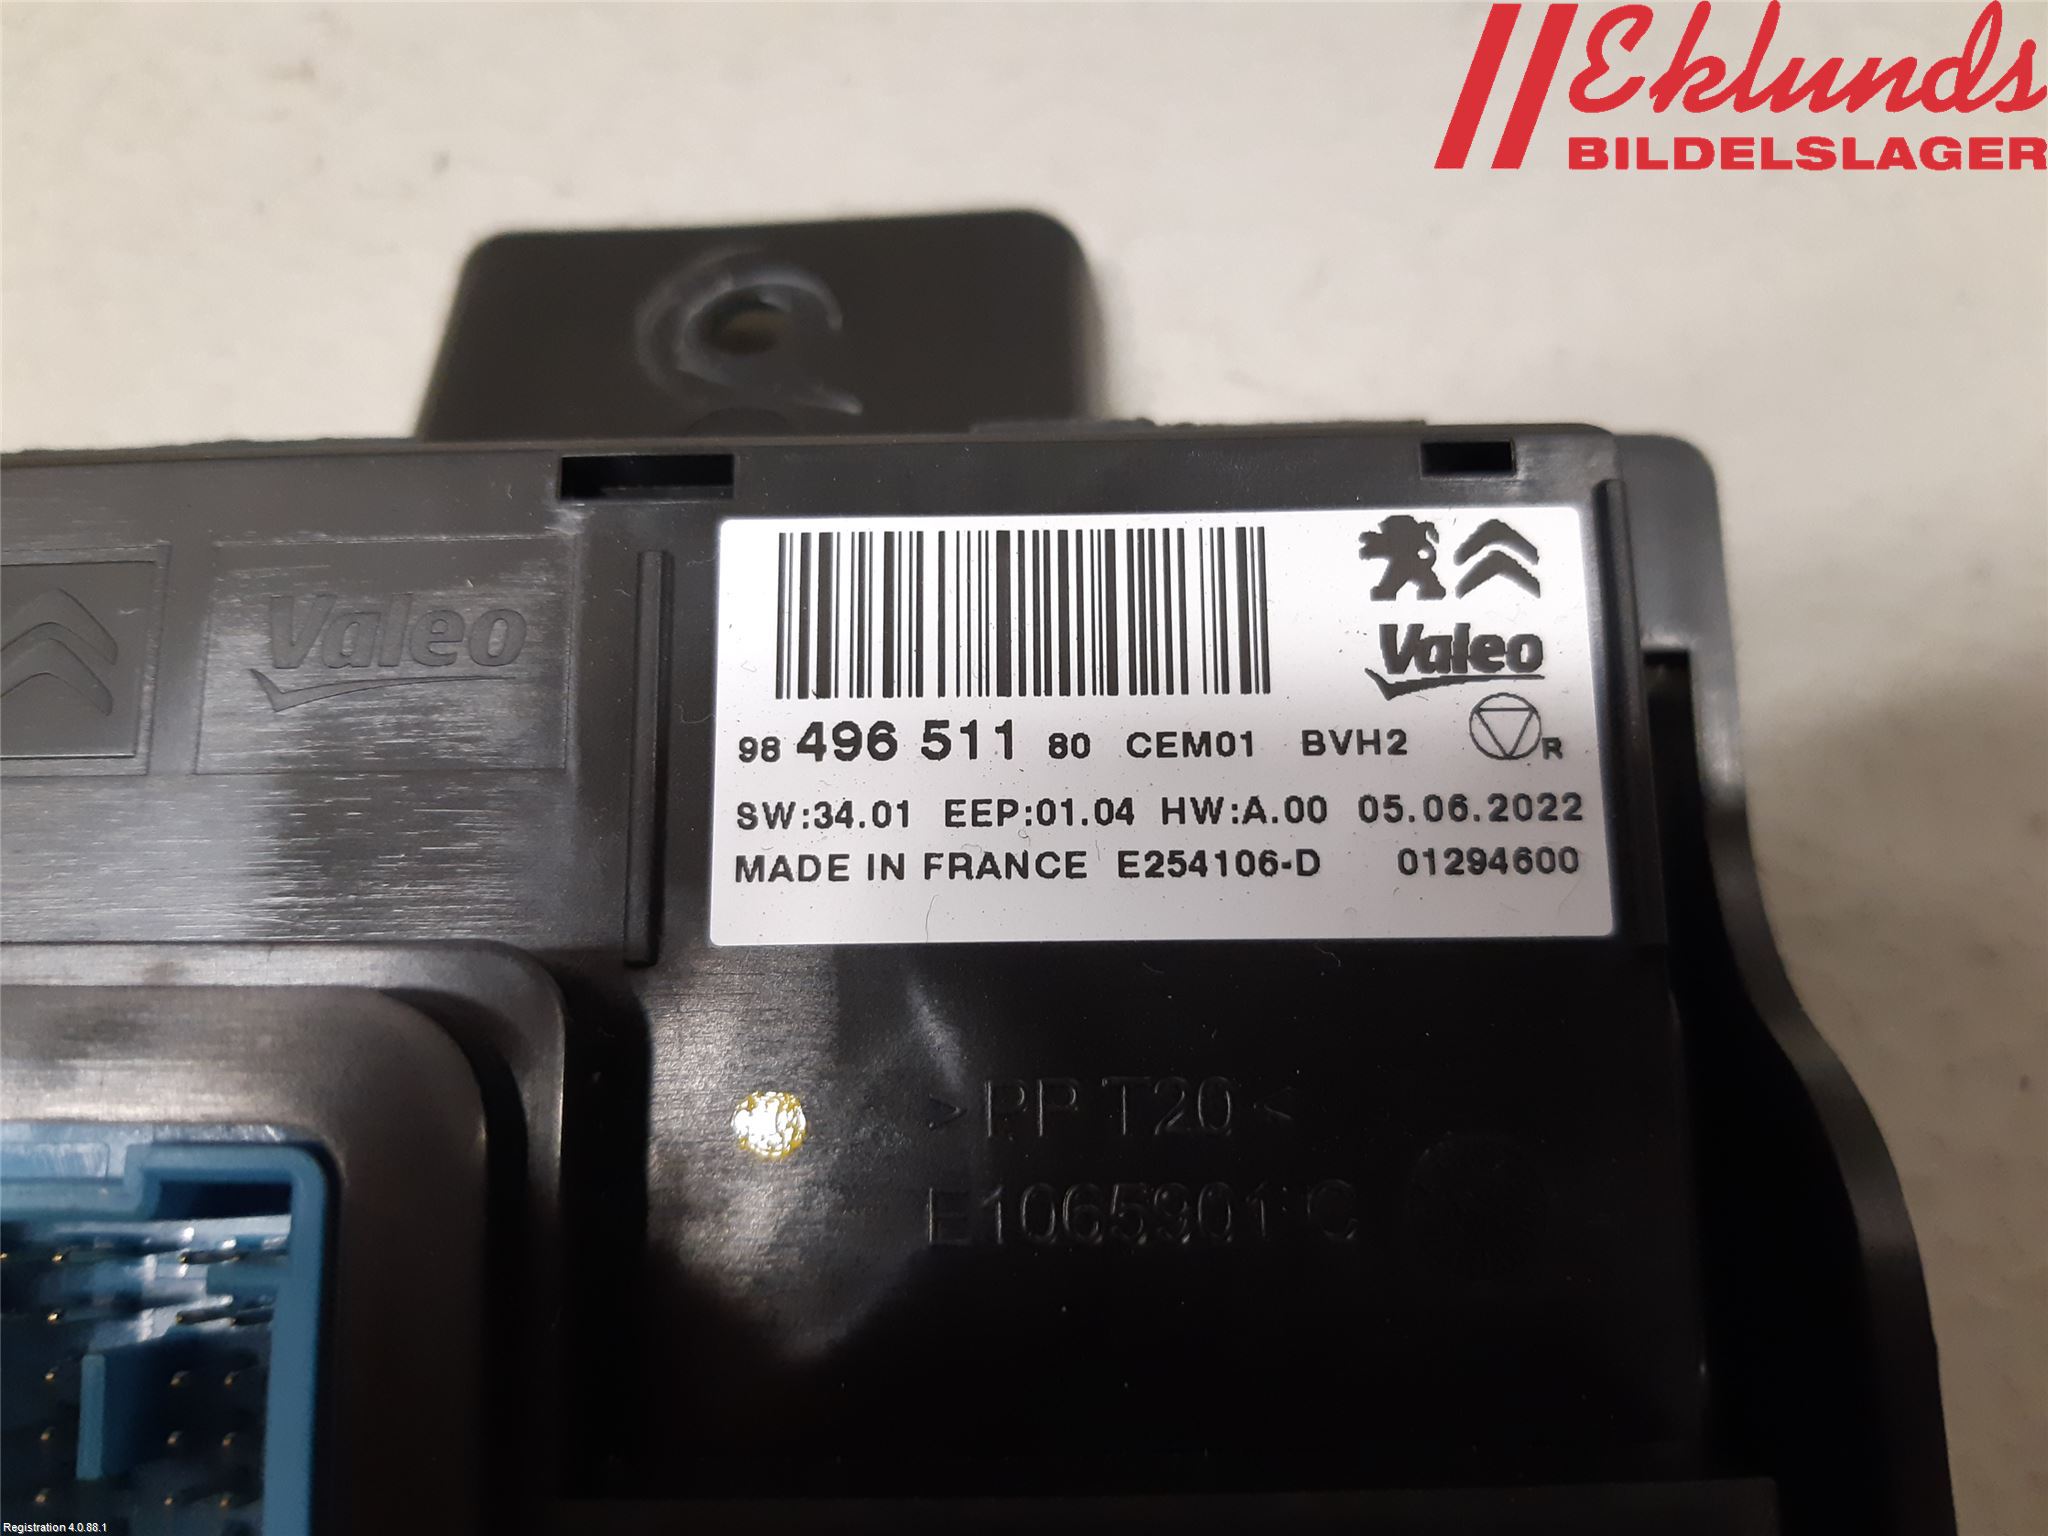 Eklunds
BILDELSLAGER
Valeo
Valeo
98 496 511 80 CEM01 BVH2 R
SW:34.01 EEP:01.04 HW:A.00 05.06.2022
MADE IN FRANCE E254106-D 01294600
>PP T20<
E1065901 C
Registration 4.0.88.1